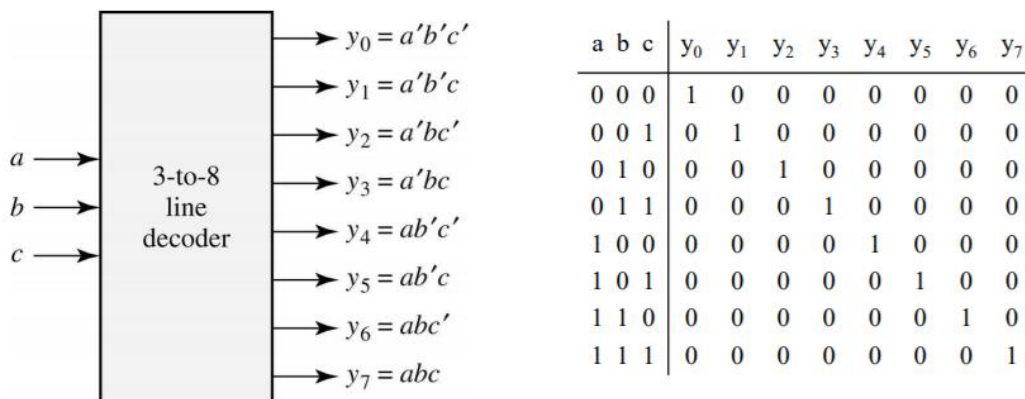 y₀ = a′b′c′
y₁ = a′b′c
y₂ = a′bc′
y₃ = a′bc
y₄ = ab′c′
y₅ = ab′c
y₆ = abc′
y₇ = abc
a
b
c
3-to-8
line
decoder
a b c y₀ y₁ y₂ y₃ y₄ y₅ y₆ y₇
0 0 0 1 0 0 0 0 0 0 0
0 0 1 0 1 0 0 0 0 0 0
0 1 0 0 0 1 0 0 0 0 0
0 1 1 0 0 0 1 0 0 0 0
1 0 0 0 0 0 0 1 0 0 0
1 0 1 0 0 0 0 0 1 0 0
1 1 0 0 0 0 0 0 0 1 0
1 1 1 0 0 0 0 0 0 0 1